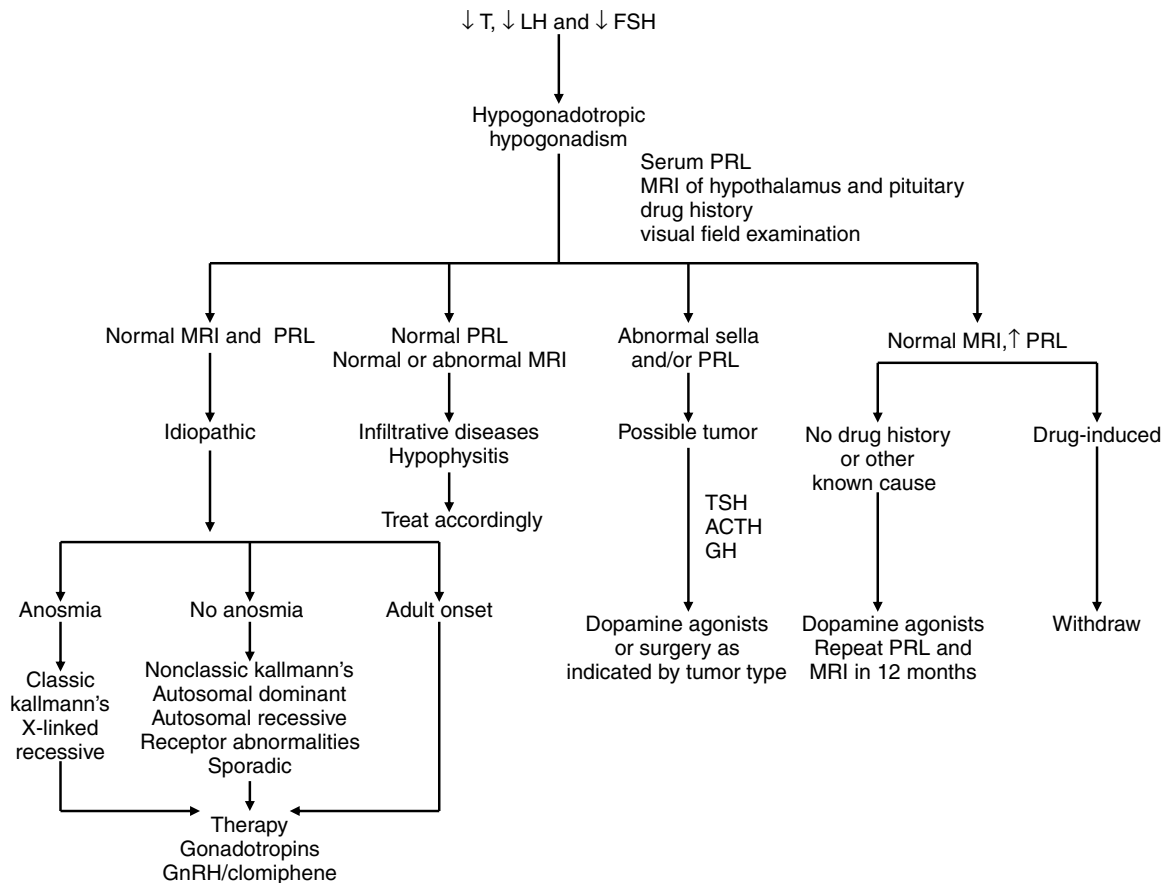 ↓ T, ↓ LH and ↓ FSH
Hypogonadotropic
hypogonadism
Serum PRL
MRI of hypothalamus and pituitary
drug history
visual field examination
Normal MRI and PRL
Normal PRL
Normal or abnormal MRI
Abnormal sella
and/or PRL
Normal MRI, ↑ PRL
Idiopathic
Infiltrative diseases
Hypophysitis
Possible tumor
No drug history
or other
known cause
Drug-induced
Treat accordingly
TSH
ACTH
GH
Anosmia
No anosmia
Adult onset
Dopamine agonists
or surgery as
indicated by tumor type
Dopamine agonists
Repeat PRL and
MRI in 12 months
Withdraw
Classic
kallmann's
X-linked
recessive
Nonclassic kallmann's
Autosomal dominant
Autosomal recessive
Receptor abnormalities
Sporadic
Therapy
Gonadotropins
GnRH/clomiphene